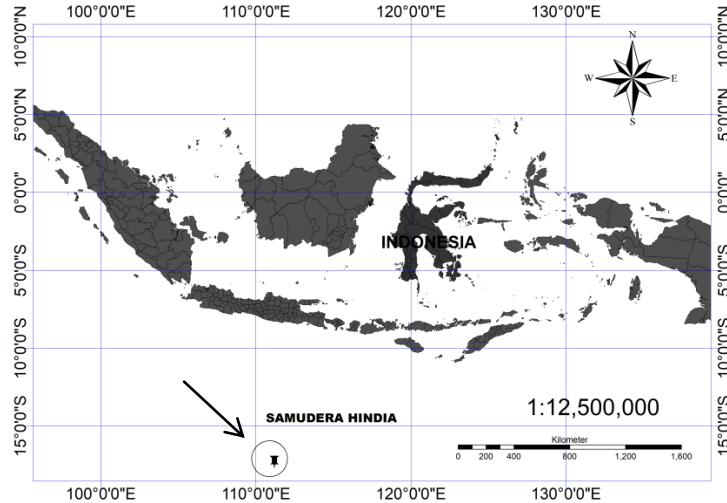 100°0'0"E 110°0'0"E 120°0'0"E 130°0'0"E
10°0'0"N 10°0'0"N
N
W E
S
5°0'0"N 5°0'0"N
0°0'0" 0°0'0"
INDONESIA
5°0'0"S 5°0'0"S
10°0'0"S 10°0'0"S
1:12,500,000
SAMUDERA HINDIA
15°0'0"S 15°0'0"S
Kilometer
0 200 400 800 1,200 1,600
100°0'0"E 110°0'0"E 120°0'0"E 130°0'0"E